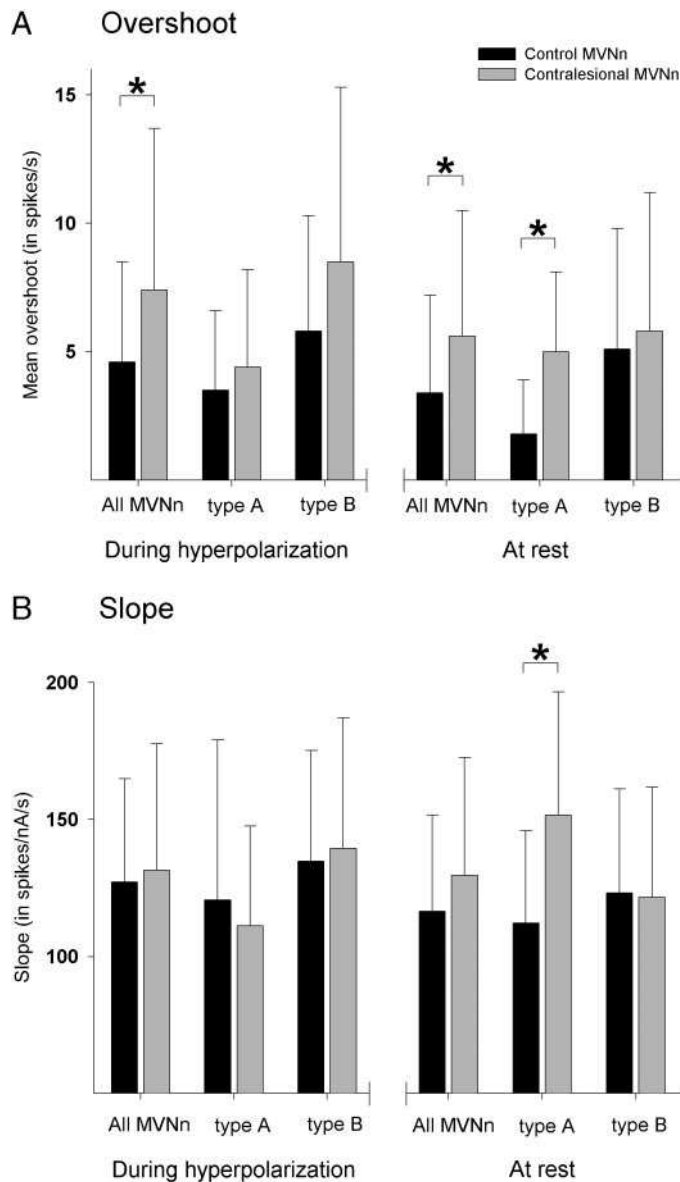 A Overshoot
Control MVNn
Contralesional MVNn
Mean overshoot (in spikes/s)
15
10
5
*
*
*
All MVNn type A type B All MVNn type A type B
During hyperpolarization At rest
B Slope
Slope (in spikes/nA/s)
200
150
100
*
All MVNn type A type B All MVNn type A type B
During hyperpolarization At rest